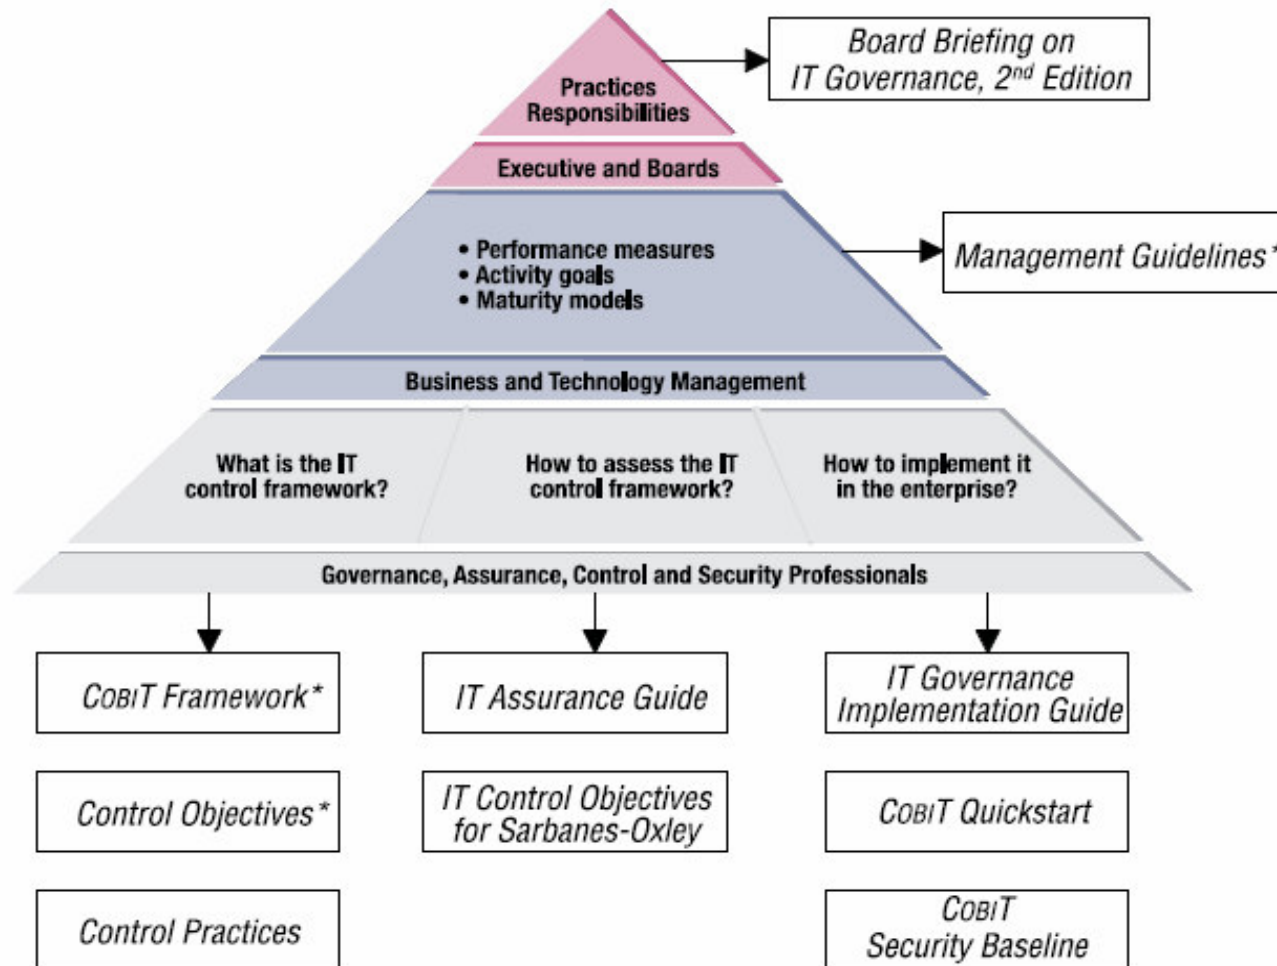 Board Briefing on
IT Governance, 2nd Edition
Practices
Responsibilities
Executive and Boards
• Performance measures
• Activity goals
• Maturity models
Management Guidelines*
Business and Technology Management
What is the IT
control framework?
How to assess the IT
control framework?
How to implement it
in the enterprise?
Governance, Assurance, Control and Security Professionals
COBIT Framework*
IT Assurance Guide
IT Governance
Implementation Guide
Control Objectives*
IT Control Objectives
for Sarbanes-Oxley
COBIT Quickstart
Control Practices
COBIT
Security Baseline